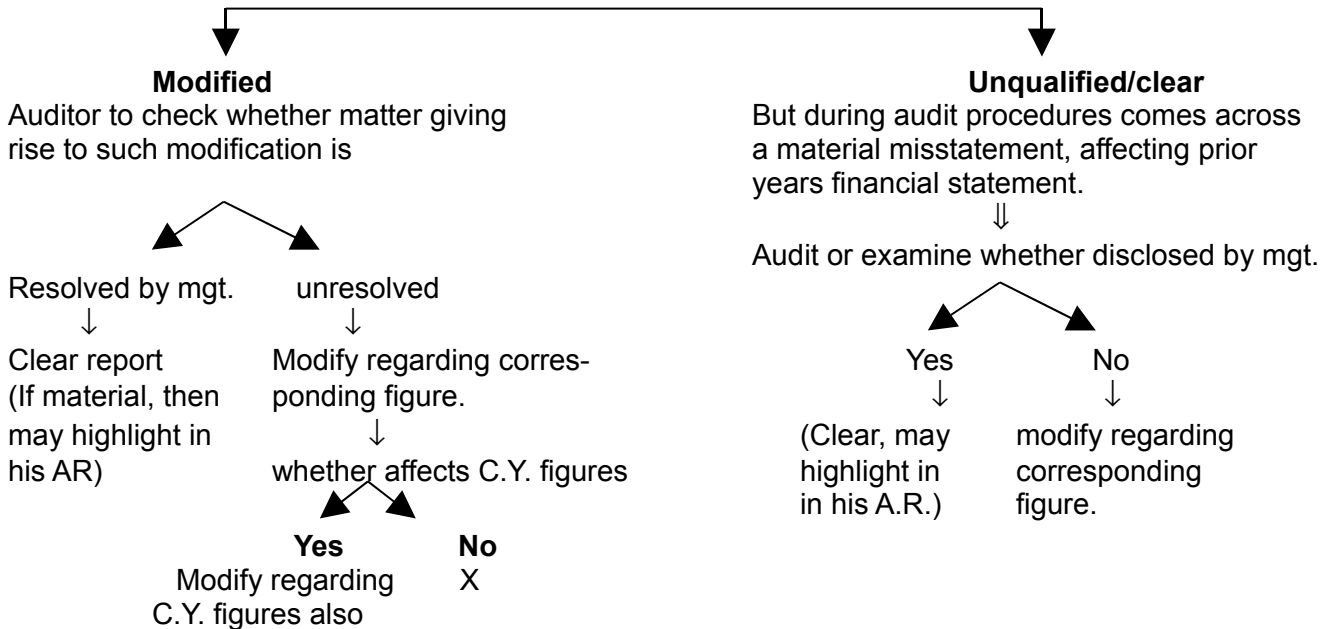 Modified
Auditor to check whether matter giving
rise to such modification is
Resolved by mgt.
Clear report
(If material, then
may highlight in
his AR)
unresolved
Modify regarding corres-
ponding figure.
whether affects C.Y. figures
Yes
Modify regarding
C.Y. figures also
No
X
Unqualified/clear
But during audit procedures comes across
a material misstatement, affecting prior
years financial statement.
Audit or examine whether disclosed by mgt.
Yes
(Clear, may
highlight in
in his A.R.)
No
modify regarding
corresponding
figure.